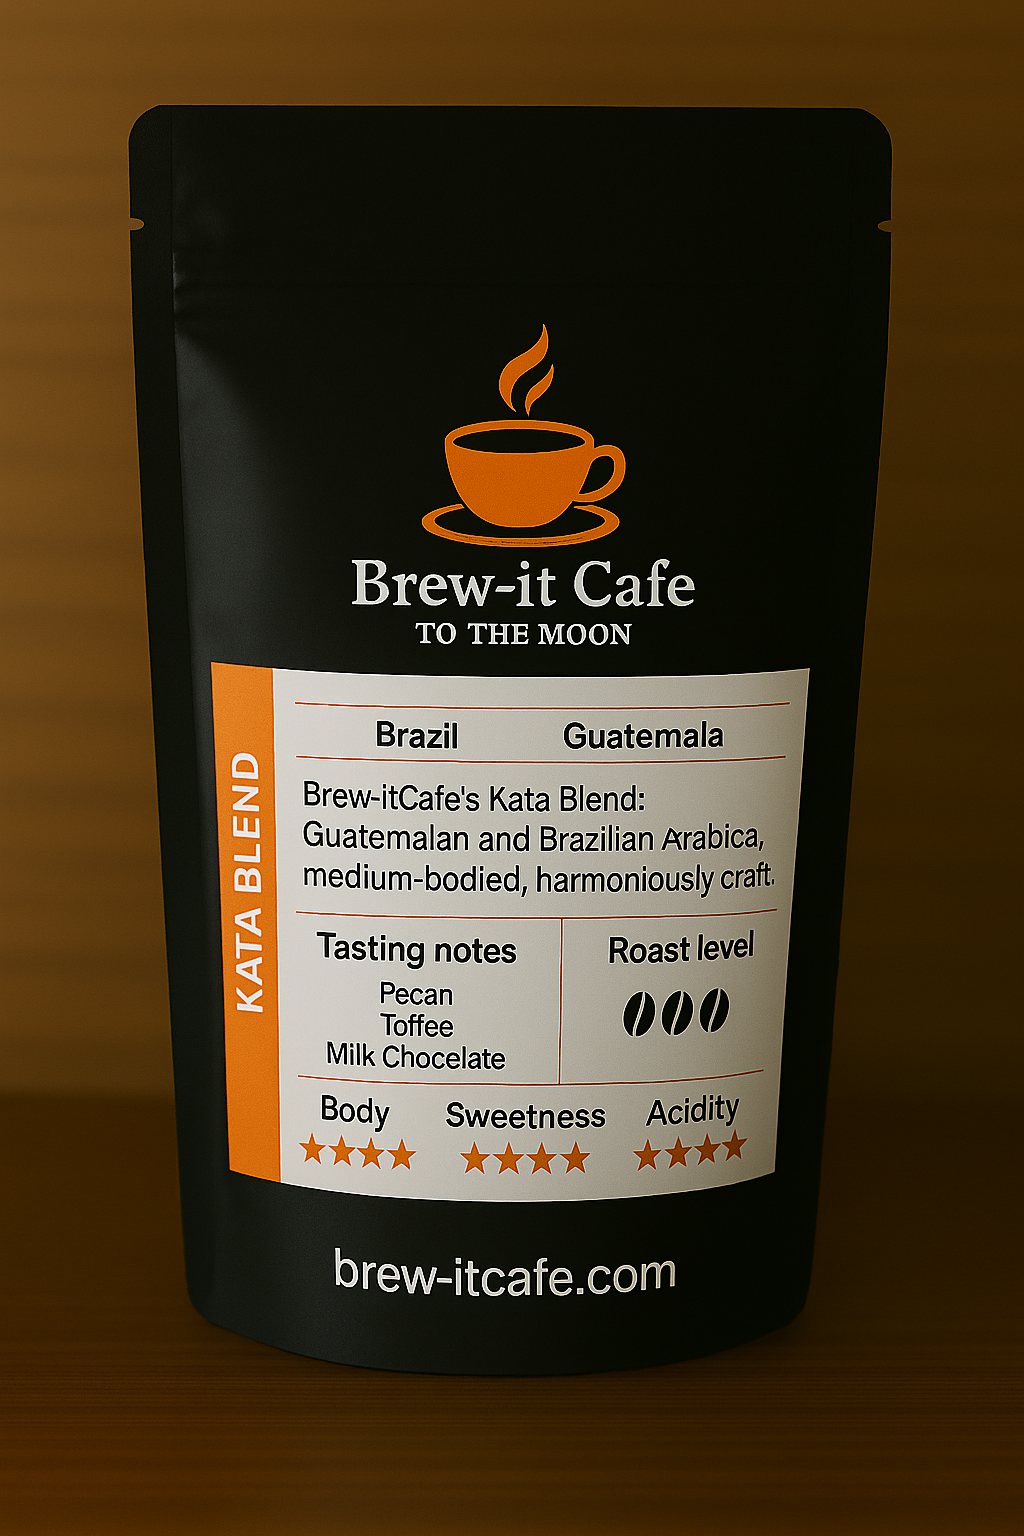 Brew-it Cafe
TO THE MOON
KATA BLEND
Brazil Guatemala
Brew-itCafe's Kata Blend:
Guatemalan and Brazilian Arabica,
medium-bodied, harmoniously craft.
Tasting notes
Pecan
Toffee
Milk Chocelate
Roast level
Body Sweetness Acidity
brew-itcafe.com